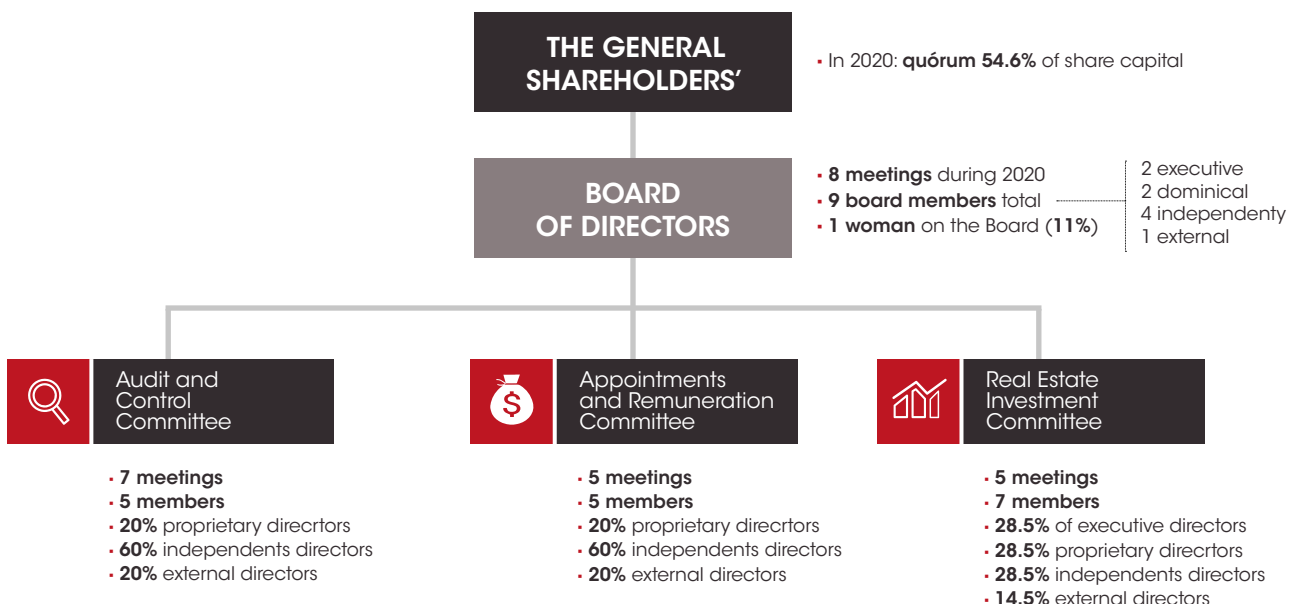 THE GENERAL
SHAREHOLDERS'
▪ In 2020: quórum 54.6% of share capital
BOARD
OF DIRECTORS
▪ 8 meetings during 2020
▪ 9 board members total
▪ 1 woman on the Board (11%)
2 executive
2 dominical
4 independenty
1 external
Audit and
Control
Committee
▪ 7 meetings
▪ 5 members
▪ 20% proprietary direcrtors
▪ 60% independents directors
▪ 20% external directors
$
Appointments
and Remuneration
Committee
▪ 5 meetings
▪ 5 members
▪ 20% proprietary direcrtors
▪ 60% independents directors
▪ 20% external directors
Real Estate
Investment
Committee
▪ 5 meetings
▪ 7 members
▪ 28.5% of executive directors
▪ 28.5% proprietary direcrtors
▪ 28.5% independents directors
▪ 14.5% external directors